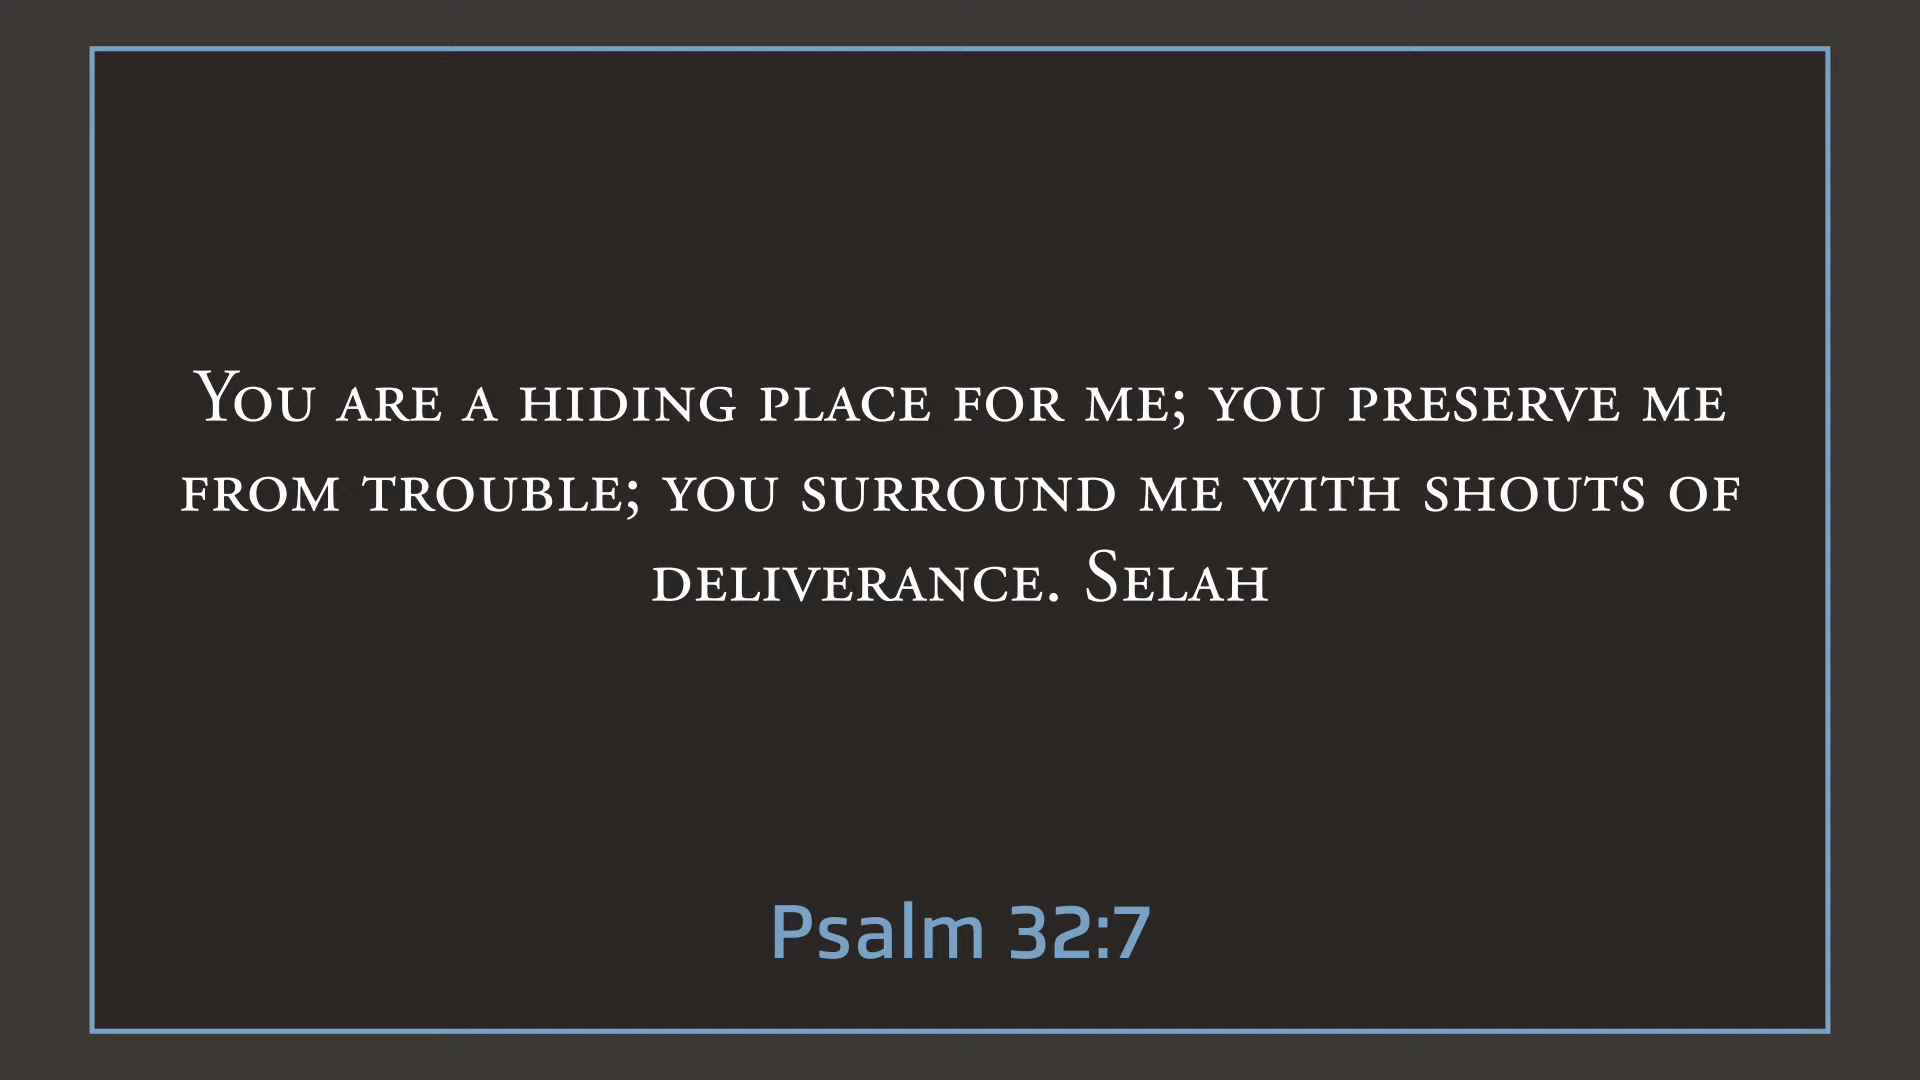 You are a hiding place for me; you preserve me
from trouble; you surround me with shouts of
deliverance. Selah
Psalm 32:7